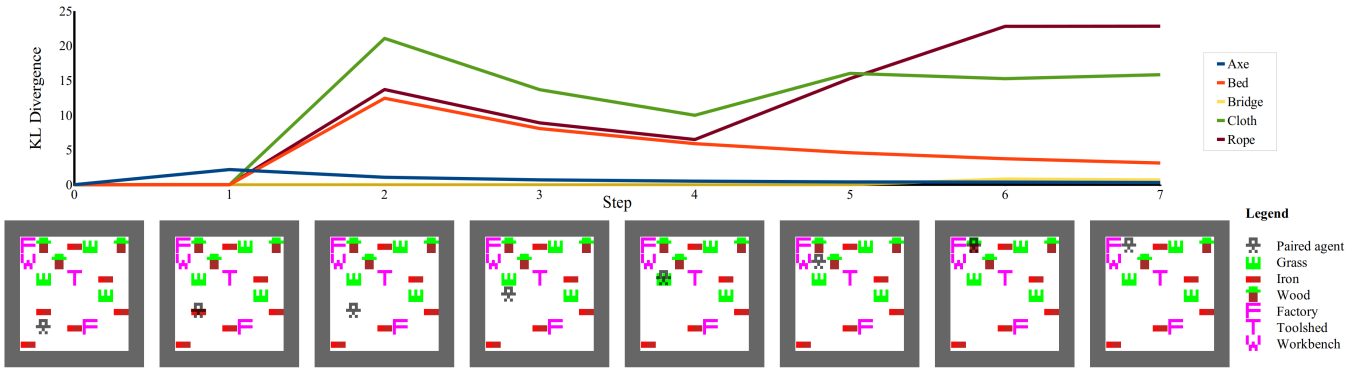 25
20
15
10
5
0
KL Divergence
0 1 2 3 4 5 6 7
Step
Axe
Bed
Bridge
Cloth
Rope
Legend
Paired agent
Grass
Iron
Wood
Factory
Toolshed
Workbench